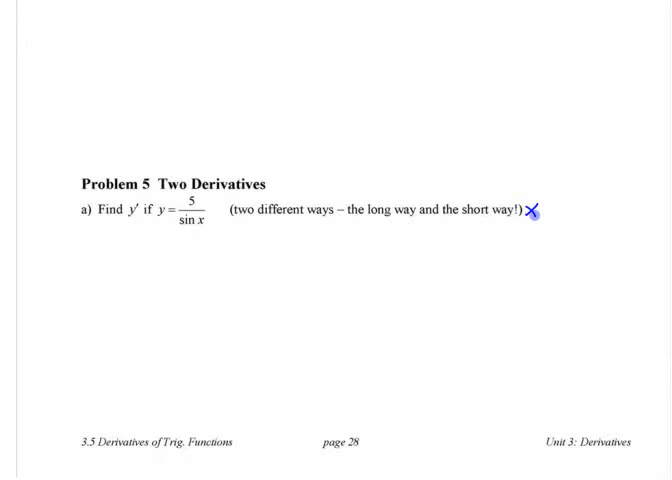 Problem 5 Two Derivatives
a) Find y′ if y = 5/sin x (two different ways – the long way and the short way!)
3.5 Derivatives of Trig. Functions page 28 Unit 3: Derivatives